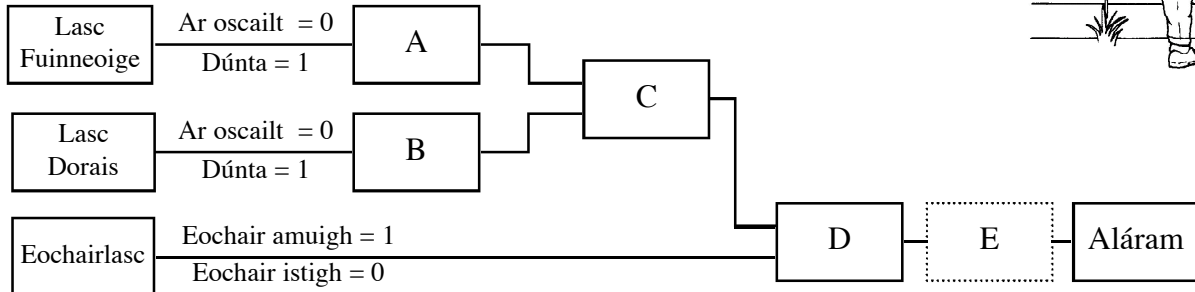 Lasc
Fuinneoige
Ar oscailt = 0
Dúnta = 1
A
C
Lasc
Dorais
Ar oscailt = 0
Dúnta = 1
B
Eochairlasc
Eochair amuigh = 1
Eochair istigh = 0
D
E
Aláram